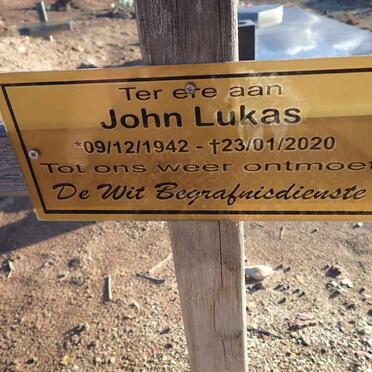 Ter ere aan
John Lukas
*09/12/1942 - †23/01/2020
Tot ons weer ontmoet
De Wit Begrafnisdienste